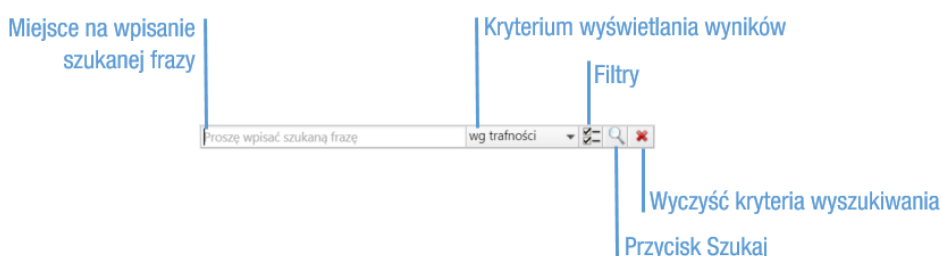 Miejsce na wpisanie
szukanej frazy
Kryterium wyświetlania wyników
Filtry
Proszę wpisać szukaną frazę
wg trafności
Wyczyść kryteria wyszukiwania
Przycisk Szukaj